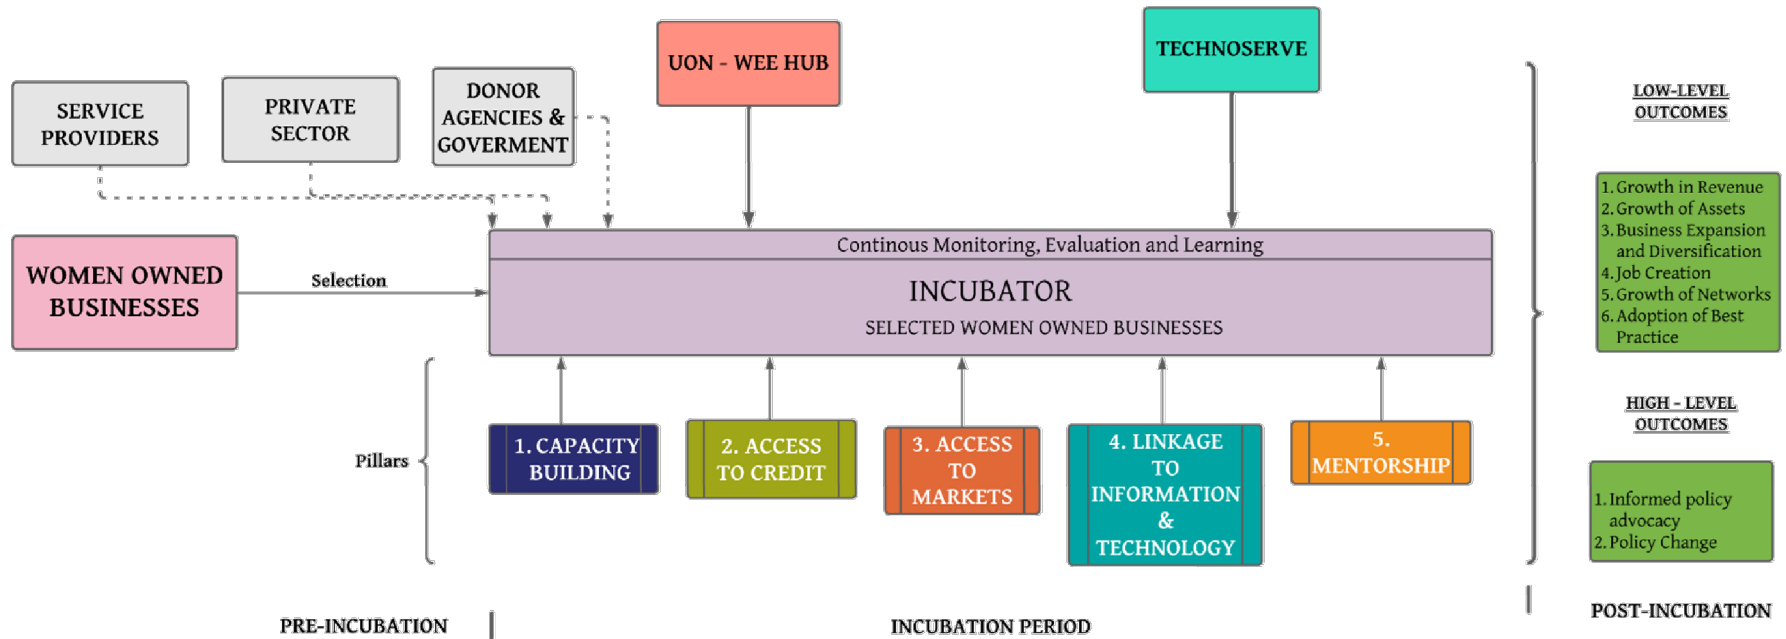 UON - WEE HUB
TECHNOSERVE
SERVICE
PROVIDERS
PRIVATE
SECTOR
DONOR
AGENCIES &
GOVERMENT
WOMEN OWNED
BUSINESSES
Selection
Continous Monitoring, Evaluation and Learning
INCUBATOR
SELECTED WOMEN OWNED BUSINESSES
Pillars
1. CAPACITY
BUILDING
2. ACCESS
TO CREDIT
3. ACCESS
TO
MARKETS
4. LINKAGE
TO
INFORMATION
&
TECHNOLOGY
5.
MENTORSHIP
LOW-LEVEL
OUTCOMES
1. Growth in Revenue
2. Growth of Assets
3. Business Expansion
and Diversification
4. Job Creation
5. Growth of Networks
6. Adoption of Best
Practice
HIGH - LEVEL
OUTCOMES
1. Informed policy
advocacy
2. Policy Change
PRE-INCUBATION
INCUBATION PERIOD
POST-INCUBATION